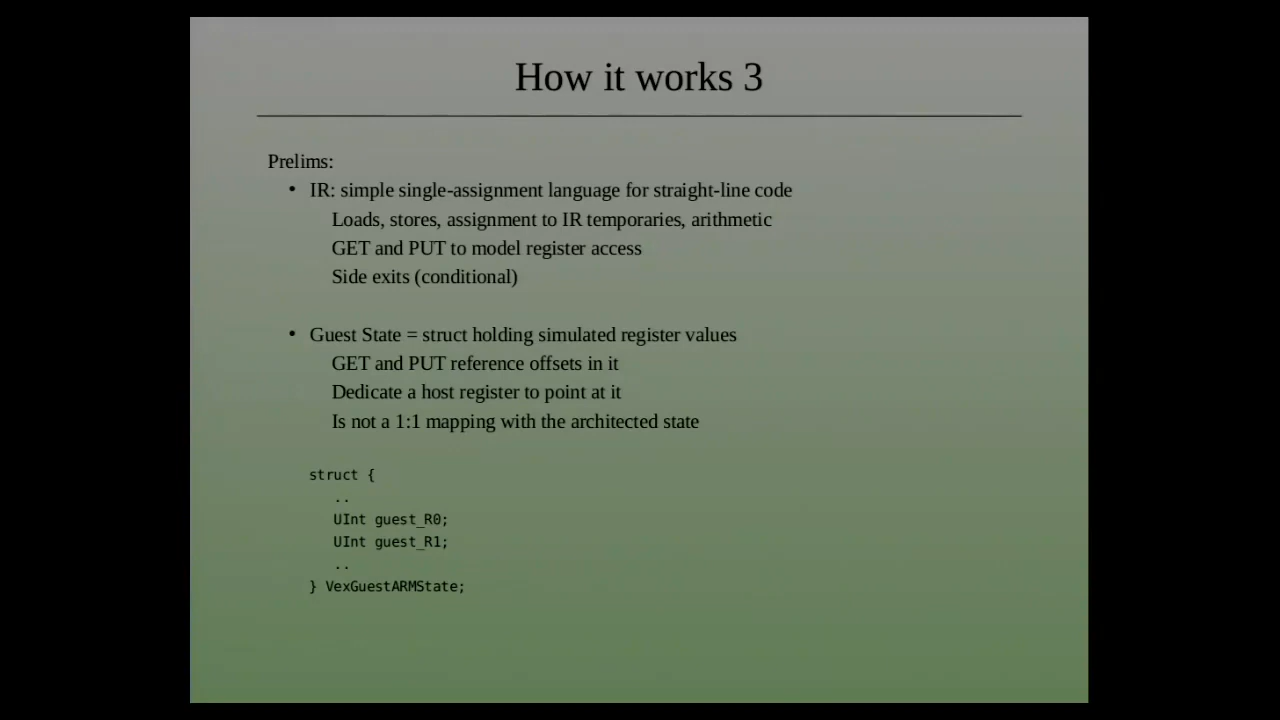 How it works 3
Prelims:
• IR: simple single-assignment language for straight-line code
Loads, stores, assignment to IR temporaries, arithmetic
GET and PUT to model register access
Side exits (conditional)
• Guest State = struct holding simulated register values
GET and PUT reference offsets in it
Dedicate a host register to point at it
Is not a 1:1 mapping with the architected state
struct {
..
UInt guest_R0;
UInt guest_R1;
..
} VexGuestARMState;